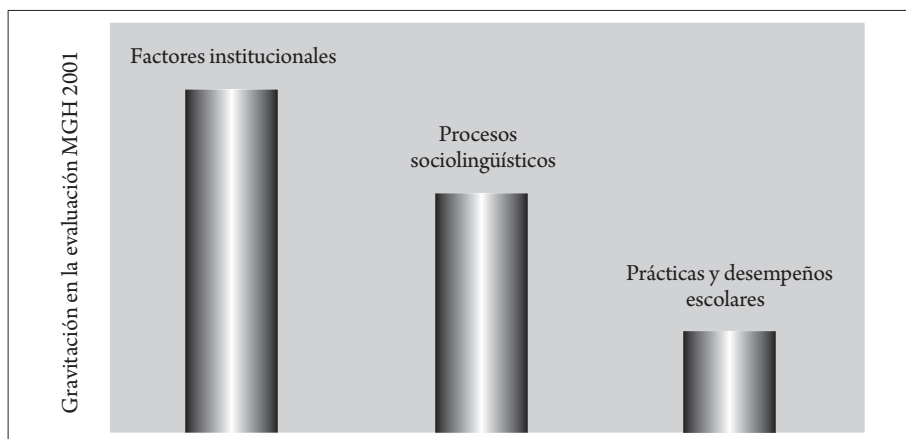 Gravitación en la evaluación MGH 2001
Factores institucionales
Procesos
sociolingüísticos
Prácticas y desempeños
escolares